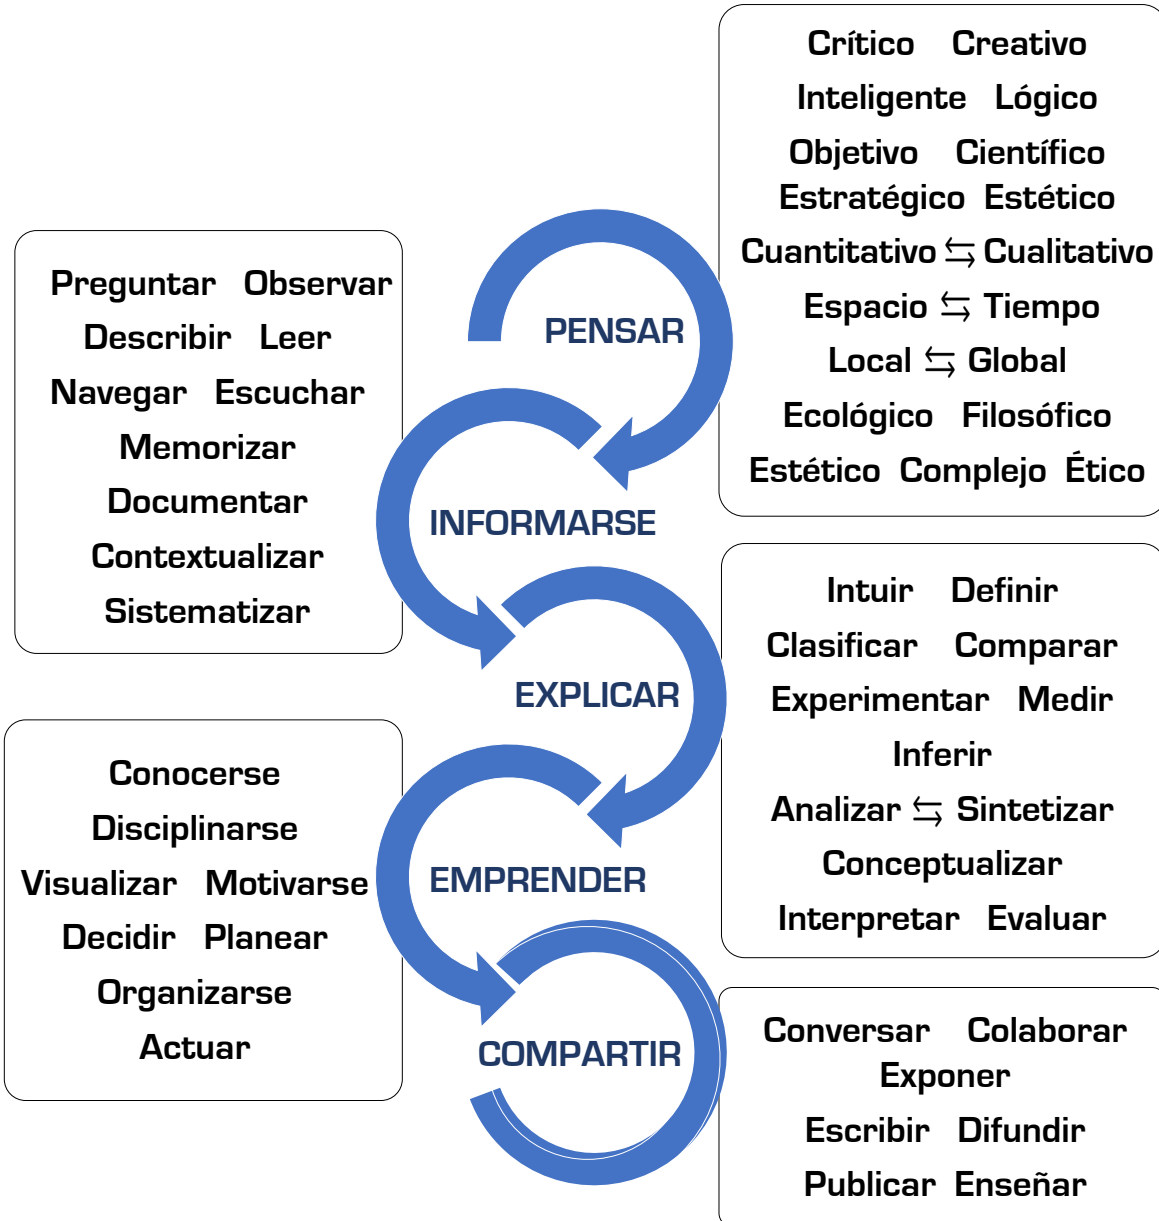 Crítico Creativo
Inteligente Lógico
Objetivo Científico
Estratégico Estético
Cuantitativo ⇆ Cualitativo
Espacio ⇆ Tiempo
Local ⇆ Global
Ecológico Filosófico
Estético Complejo Ético
PENSAR
Preguntar Observar
Describir Leer
Navegar Escuchar
Memorizar
Documentar
Contextualizar
Sistematizar
INFORMARSE
Intuir Definir
Clasificar Comparar
Experimentar Medir
Inferir
Analizar ⇆ Sintetizar
Conceptualizar
Interpretar Evaluar
EXPLICAR
Conocerse
Disciplinarse
Visualizar Motivarse
Decidir Planear
Organizarse
Actuar
EMPRENDER
COMPARTIR
Conversar Colaborar
Exponer
Escribir Difundir
Publicar Enseñar